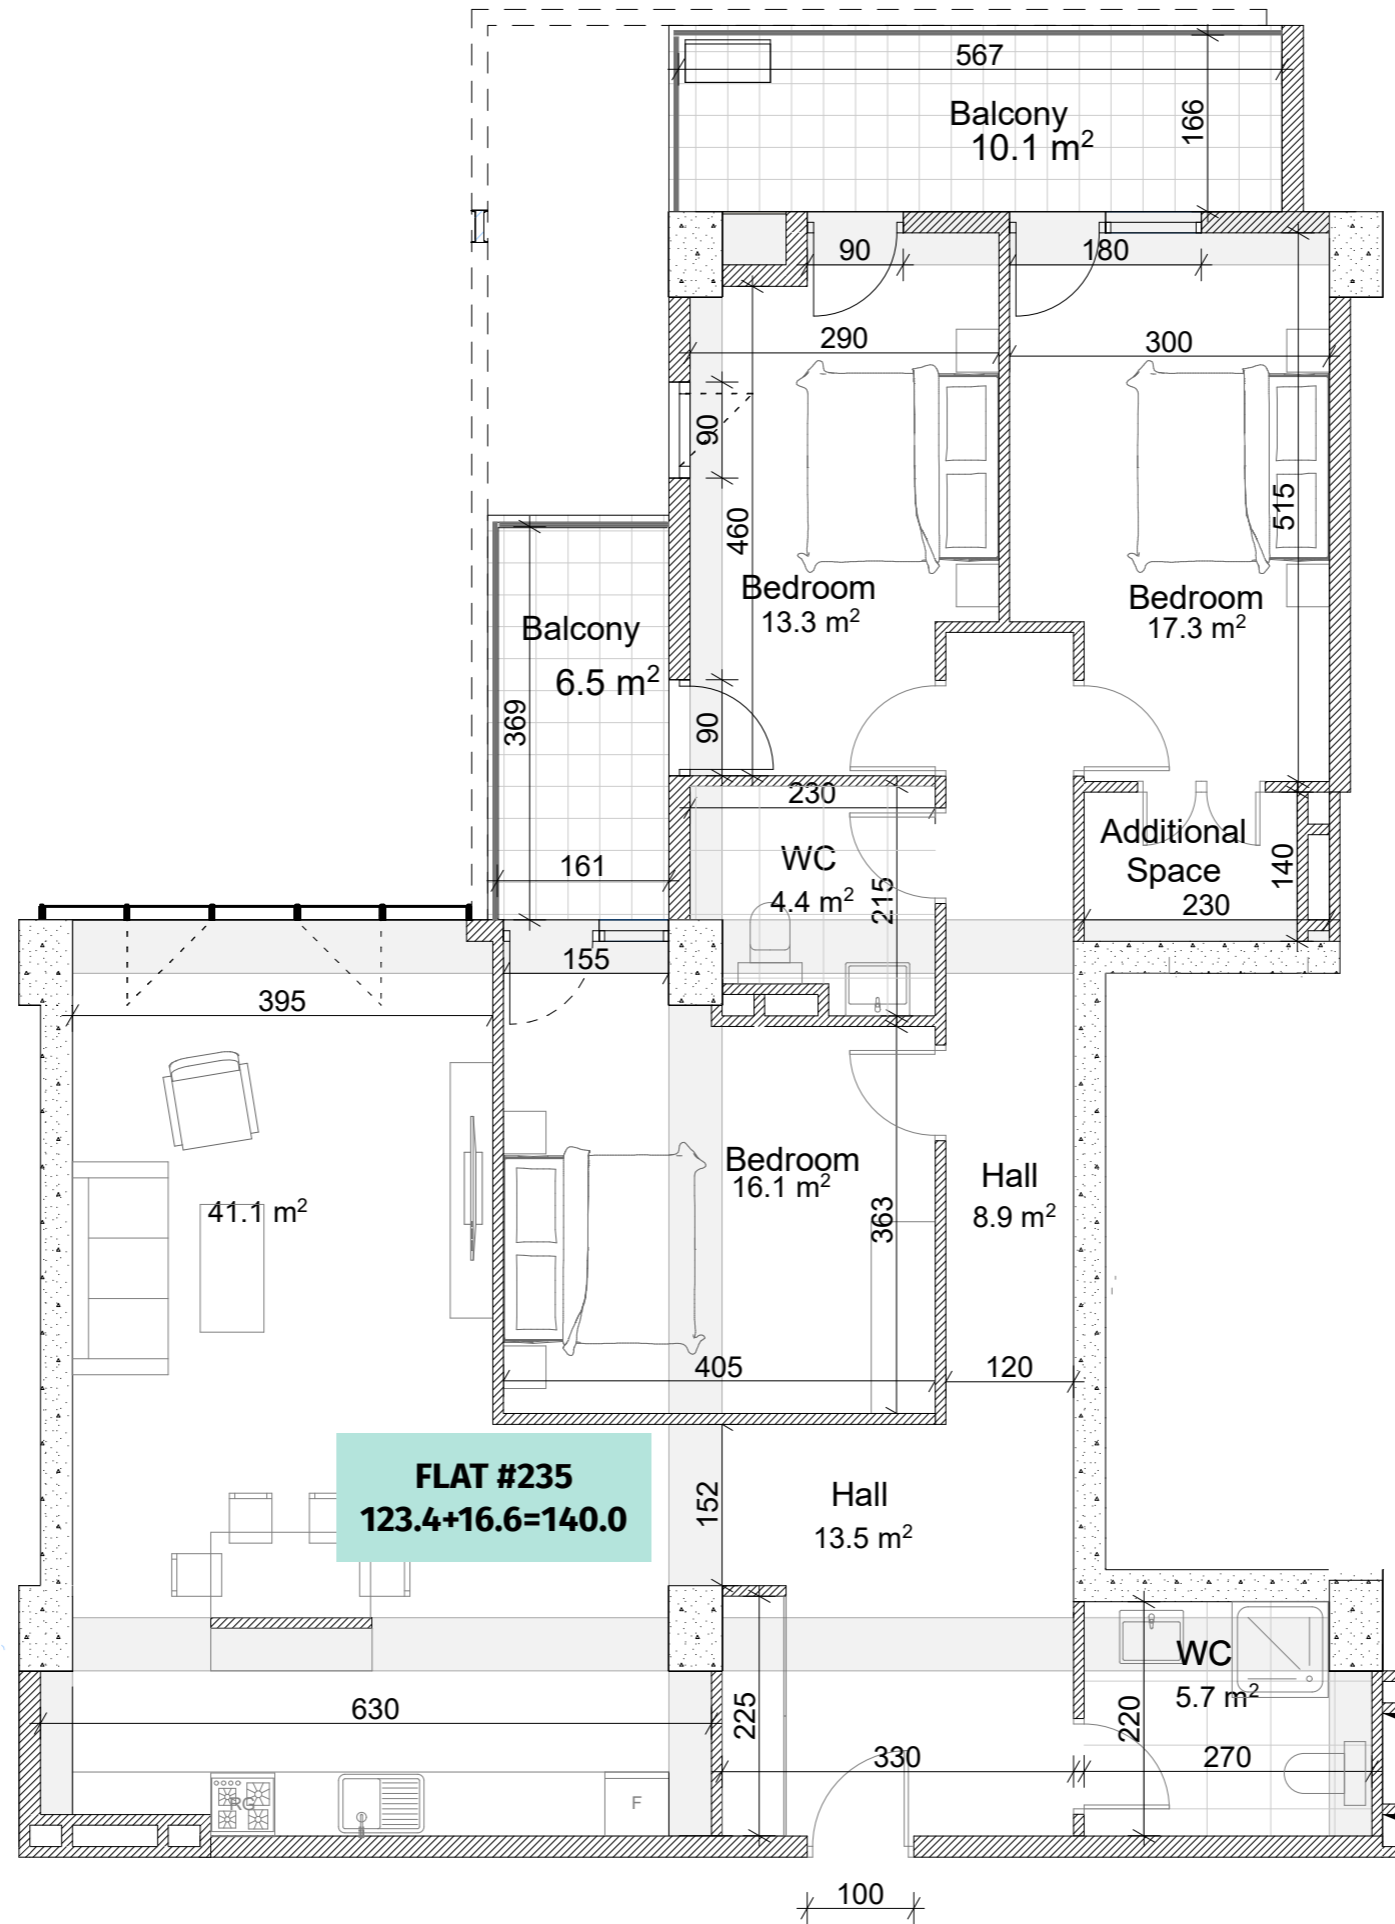 567
Balcony
10.1 m²
166
90
180
290
300
90
460
515
Bedroom
13.3 m²
Bedroom
17.3 m²
Balcony
6.5 m²
369
90
230
WC
4.4 m²
215
Additional
Space
140
230
161
155
395
41.1 m²
Bedroom
16.1 m²
363
Hall
8.9 m²
405
120
FLAT #235
123.4+16.6=140.0
152
Hall
13.5 m²
WC
5.7 m²
630
225
220
330
270
RG
F
100